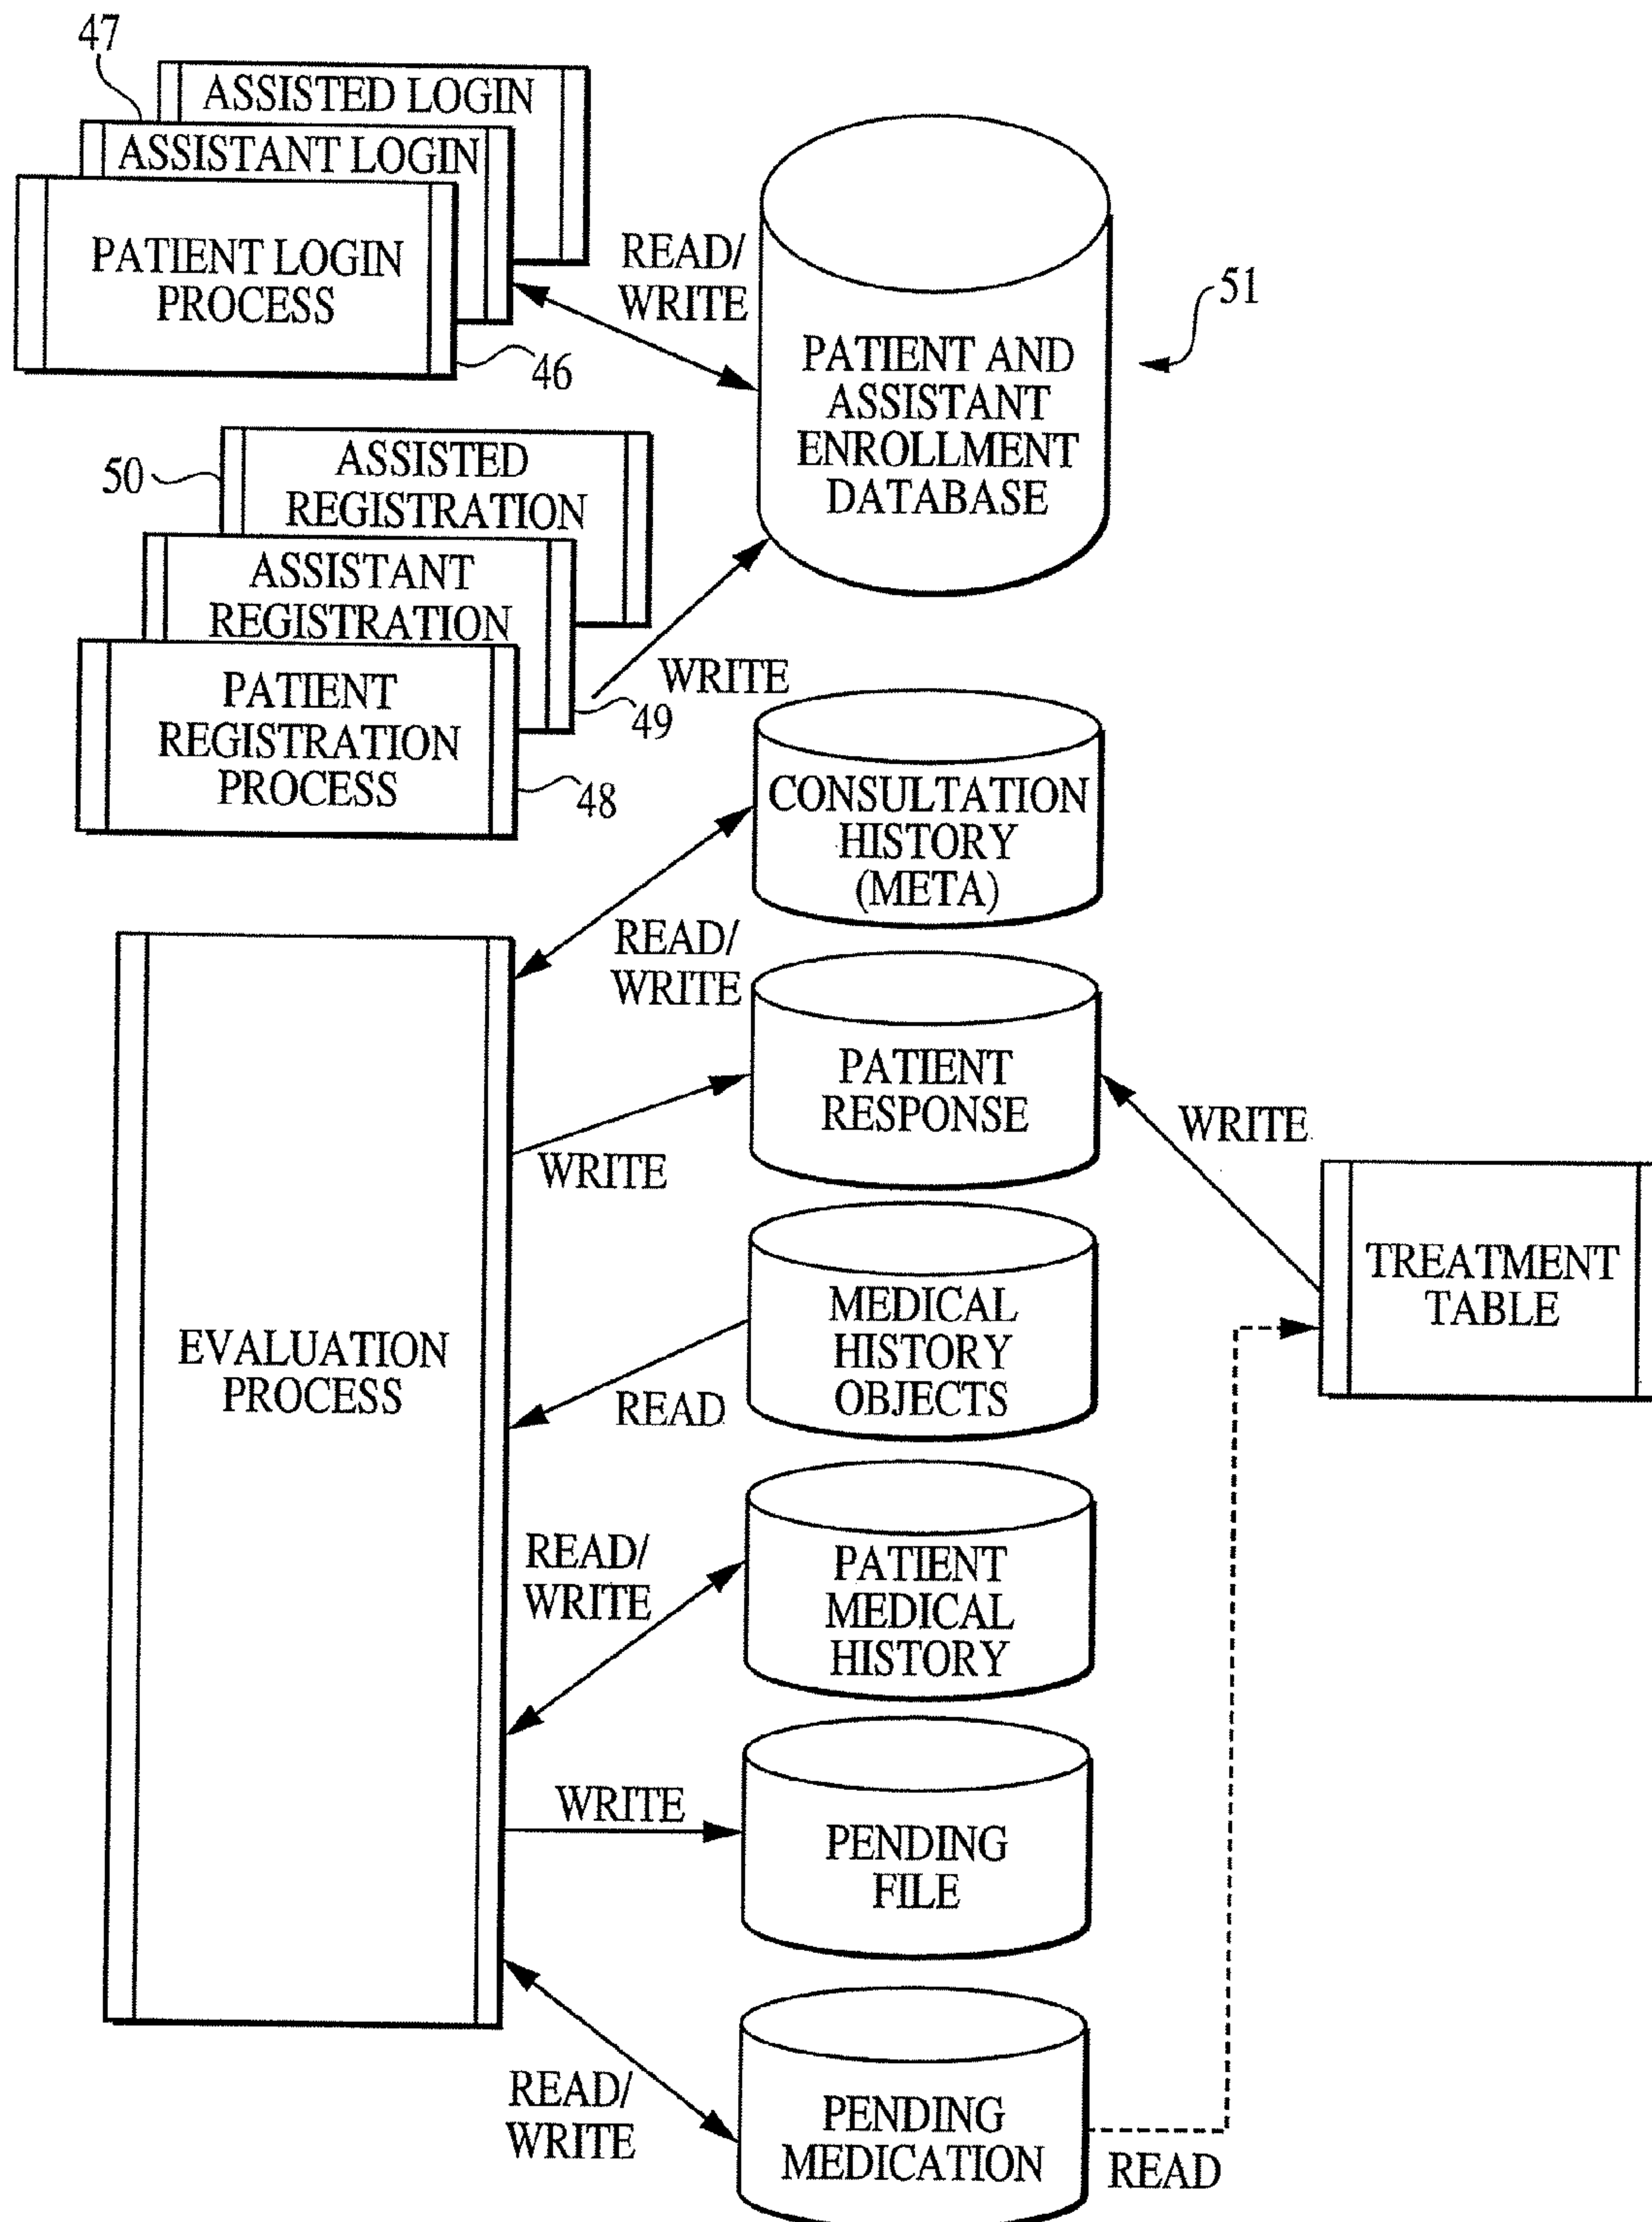 47
ASSISTED LOGIN
ASSISTANT LOGIN
PATIENT LOGIN
PROCESS
46
READ/
WRITE
PATIENT AND
ASSISTANT
ENROLLMENT
DATABASE
51
50
ASSISTED
REGISTRATION
ASSISTANT
REGISTRATION
PATIENT
REGISTRATION
PROCESS
49
48
WRITE
CONSULTATION
HISTORY
(META)
READ/
WRITE
PATIENT
RESPONSE
WRITE
WRITE
TREATMENT
TABLE
EVALUATION
PROCESS
MEDICAL
HISTORY
OBJECTS
READ
READ/
WRITE
PATIENT
MEDICAL
HISTORY
WRITE
PENDING
FILE
READ/
WRITE
PENDING
MEDICATION
READ